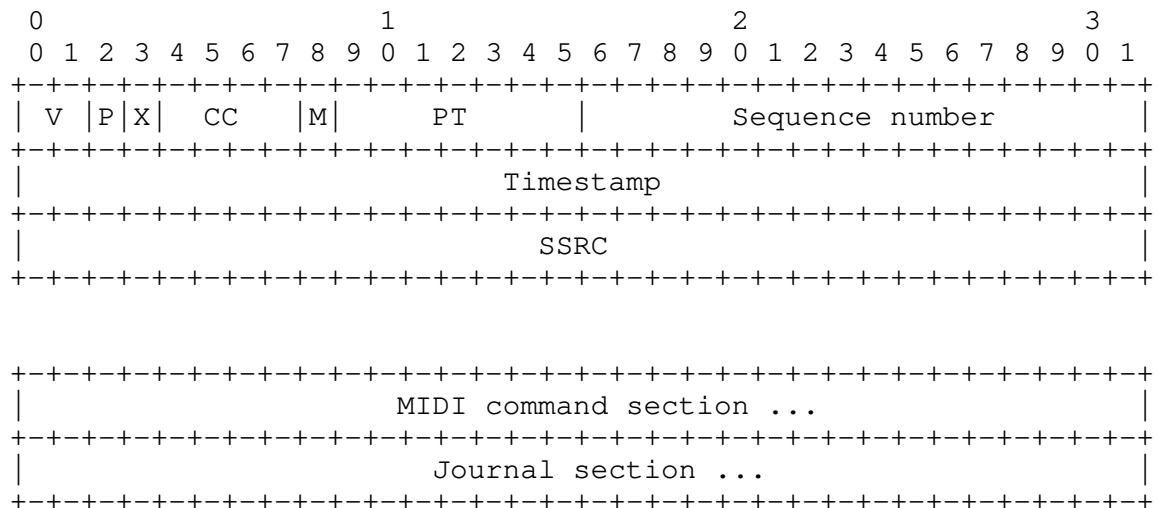 0                   1                   2                   3
 0 1 2 3 4 5 6 7 8 9 0 1 2 3 4 5 6 7 8 9 0 1 2 3 4 5 6 7 8 9 0 1
+-+-+-+-+-+-+-+-+-+-+-+-+-+-+-+-+-+-+-+-+-+-+-+-+-+-+-+-+-+-+-+-+
| V |P|X|  CC   |M|     PT      |        Sequence number        |
+-+-+-+-+-+-+-+-+-+-+-+-+-+-+-+-+-+-+-+-+-+-+-+-+-+-+-+-+-+-+-+-+
|                           Timestamp                           |
+-+-+-+-+-+-+-+-+-+-+-+-+-+-+-+-+-+-+-+-+-+-+-+-+-+-+-+-+-+-+-+-+
|                             SSRC                              |
+-+-+-+-+-+-+-+-+-+-+-+-+-+-+-+-+-+-+-+-+-+-+-+-+-+-+-+-+-+-+-+-+

+-+-+-+-+-+-+-+-+-+-+-+-+-+-+-+-+-+-+-+-+-+-+-+-+-+-+-+-+-+-+-+-+
|                     MIDI command section ...                  |
+-+-+-+-+-+-+-+-+-+-+-+-+-+-+-+-+-+-+-+-+-+-+-+-+-+-+-+-+-+-+-+-+
|                       Journal section ...                     |
+-+-+-+-+-+-+-+-+-+-+-+-+-+-+-+-+-+-+-+-+-+-+-+-+-+-+-+-+-+-+-+-+